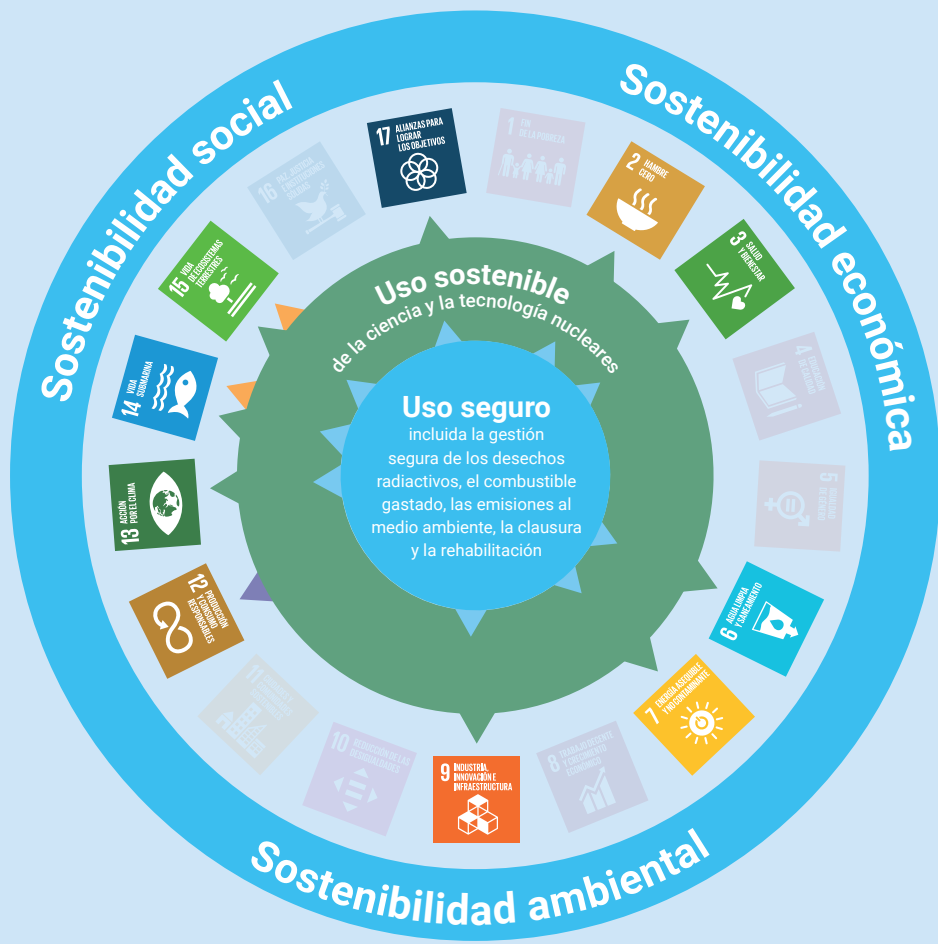 Sostenibilidad social
Sostenibilidad económica
Sostenibilidad ambiental
1 FIN
DE LA POBREZA
2 HAMBRE
CERO
3 SALUD
Y BIENESTAR
4 EDUCACIÓN
DE CALIDAD
5 IGUALDAD
DE GÉNERO
6 AGUA LIMPIA
Y SANEAMIENTO
7 ENERGÍA ASEQUIBLE
Y NO CONTAMINANTE
8 TRABAJO DECENTE
Y CRECIMIENTO
ECONÓMICO
9 INDUSTRIA,
INNOVACIÓN E
INFRAESTRUCTURA
10 REDUCCIÓN DE LAS
DESIGUALDADES
11 CIUDADES Y
COMUNIDADES
SOSTENIBLES
12 PRODUCCIÓN
Y CONSUMO
RESPONSABLES
13 ACCIÓN
POR EL CLIMA
14 VIDA
SUBMARINA
15 VIDA
DE ECOSISTEMAS
TERRESTRES
16 PAZ, JUSTICIA
E INSTITUCIONES
SÓLIDAS
17 ALIANZAS PARA
LOGRAR
LOS OBJETIVOS
Uso sostenible
de la ciencia y la tecnología nucleares
Uso seguro
incluida la gestión
segura de los desechos
radiactivos, el combustible
gastado, las emisiones al
medio ambiente, la clausura
y la rehabilitación